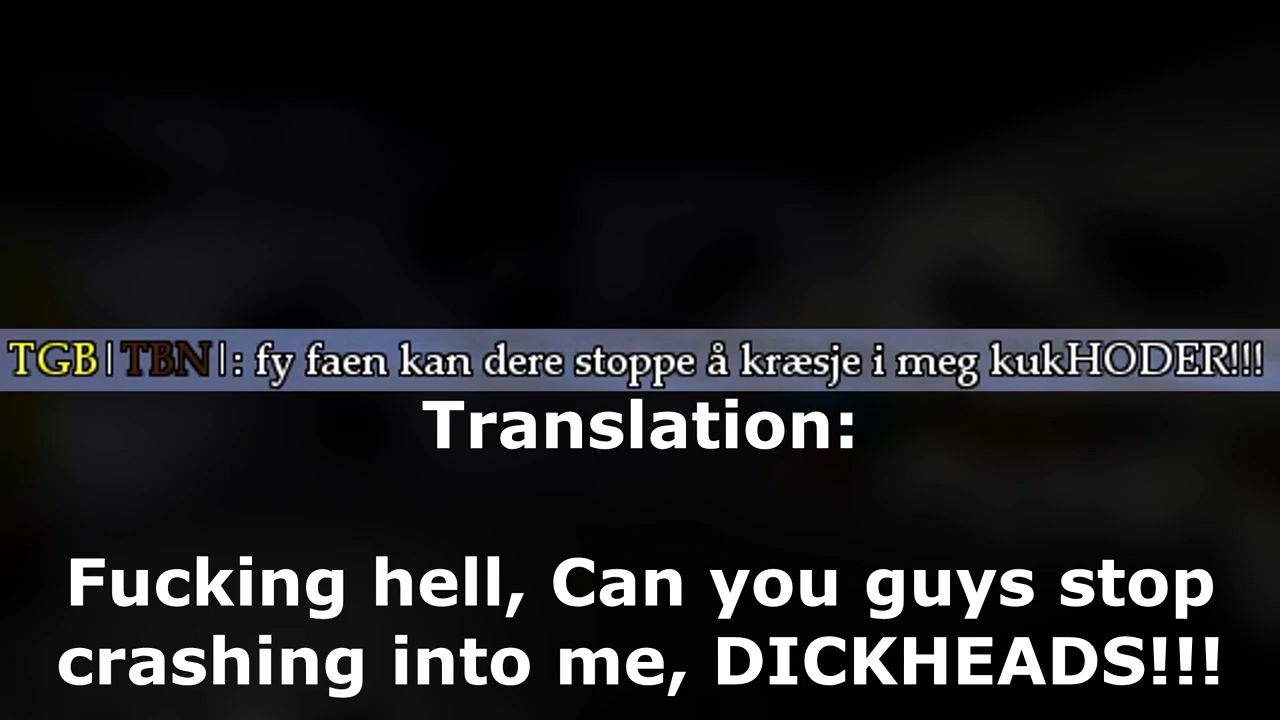 TGB|TBN|: fy faen kan dere stoppe å kræsje i meg kukHODER!!!
Translation:
Fucking hell, Can you guys stop
crashing into me, DICKHEADS!!!